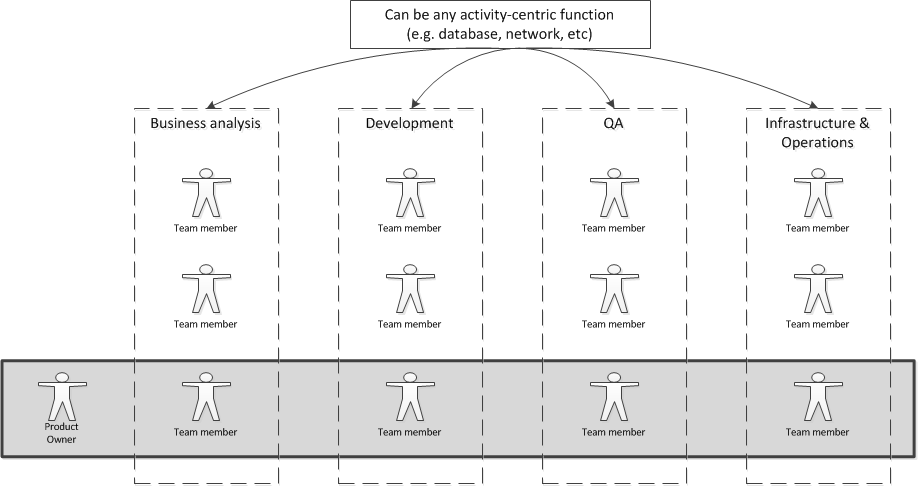 Can be any activity-centric function
(e.g. database, network, etc)
Business analysis
Development
QA
Infrastructure &
Operations
Team member
Team member
Team member
Team member
Team member
Team member
Team member
Team member
Product
Owner
Team member
Team member
Team member
Team member